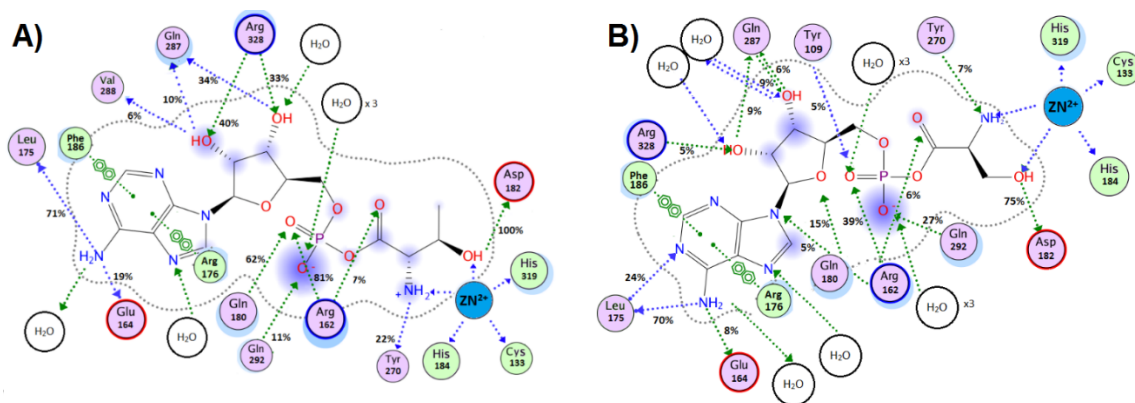 A)
Gln
287
Arg
328
H₂O
34%
33%
Val
288
10%
OH
H₂O x 3
6%
40%
HO
Leu
175
Phe
186
Asp
182
O
O
N
N
N
N
O
O
P
O
O
71%
62%
100%
Arg
176
81%
O⁻
7%
OH
His
319
H₂N
19%
Gln
180
Arg
162
+
NH₂
ZN²⁺
H₂O
Glu
164
H₂O
11%
Gln
292
22%
Tyr
270
His
184
Cys
133
B)
H₂O
H₂O
Gln
287
Tyr
109
H₂O x3
Tyr
270
His
319
Cys
133
6%
9%
OH
9%
5%
7%
ZN²⁺
NH
O
Arg
328
5%
HO
O
O
O
P
O
OH
His
184
Phe
186
O⁻
6%
75%
N
N
N
N
15%
39%
27%
5%
Gln
292
Asp
182
24%
Gln
180
Arg
162
Leu
175
70%
NH₂
Arg
176
H₂O x3
8%
H₂O
Glu
164
H₂O